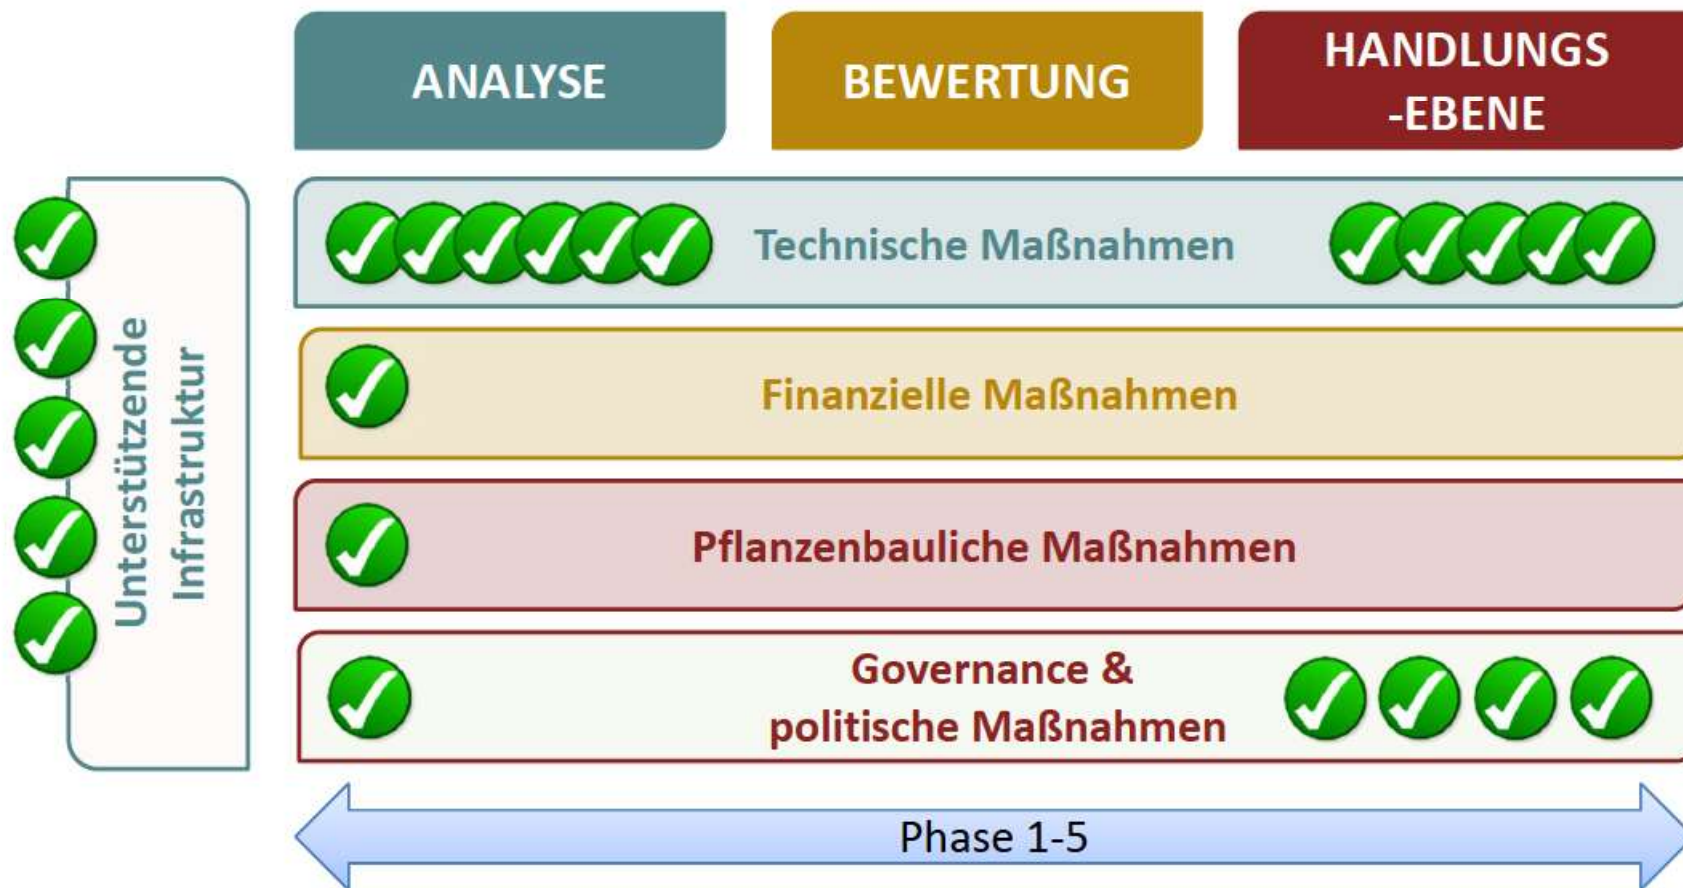 ANALYSE
BEWERTUNG
HANDLUNGS
-EBENE
Unterstützende
Infrastruktur
Technische Maßnahmen
Finanzielle Maßnahmen
Pflanzenbauliche Maßnahmen
Governance &
politische Maßnahmen
Phase 1-5